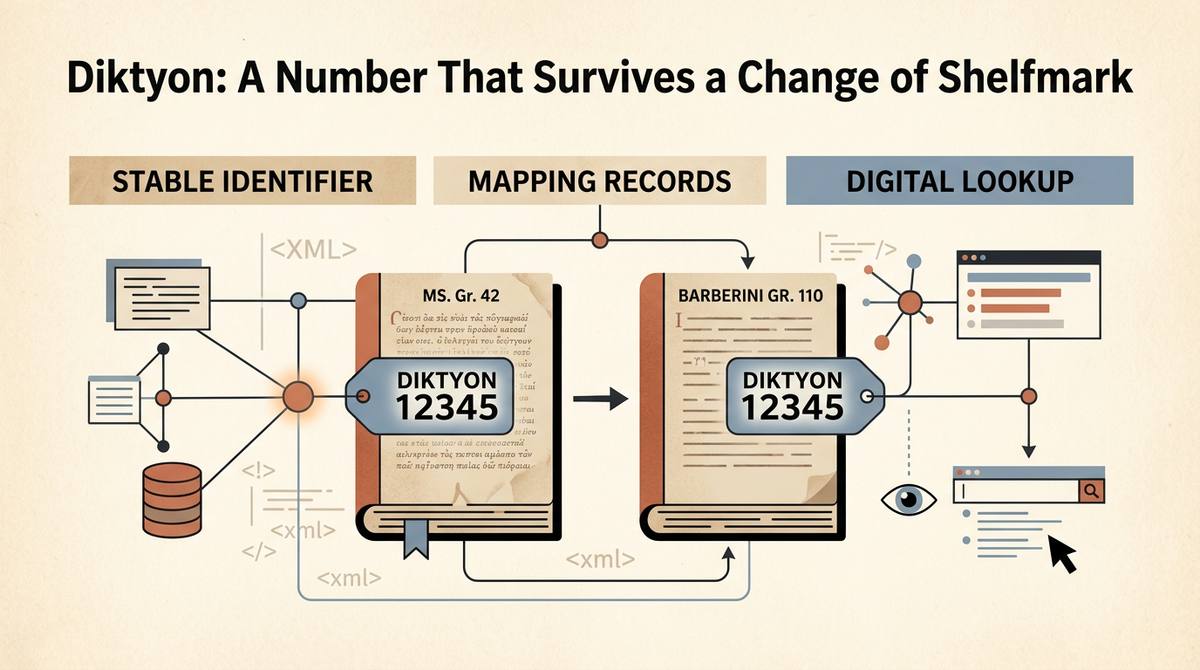 Diktyon: A Number That Survives a Change of Shelfmark
STABLE IDENTIFIER
MAPPING RECORDS
DIGITAL LOOKUP
<XML>
/>
MS. Gr. 42
BARBERINI GR. 110
DIKTYON
12345
DIKTYON
12345
<!>
<xml>
</>
<xml>
<xml>